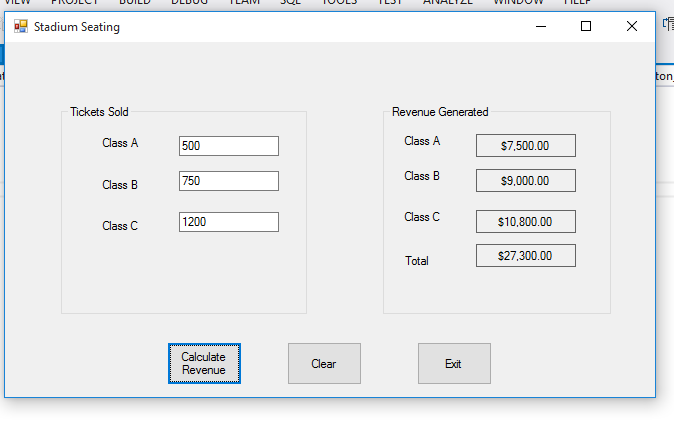 VIEW PROJECT BUILD DEBUG TEAM SQL TOOLS TEST ANALYZE WINDOW HELP
Stadium Seating
Tickets Sold
Class A 500
Class B 750
Class C 1200
Revenue Generated
Class A $7,500.00
Class B $9,000.00
Class C $10,800.00
Total $27,300.00
Calculate
Revenue
Clear
Exit